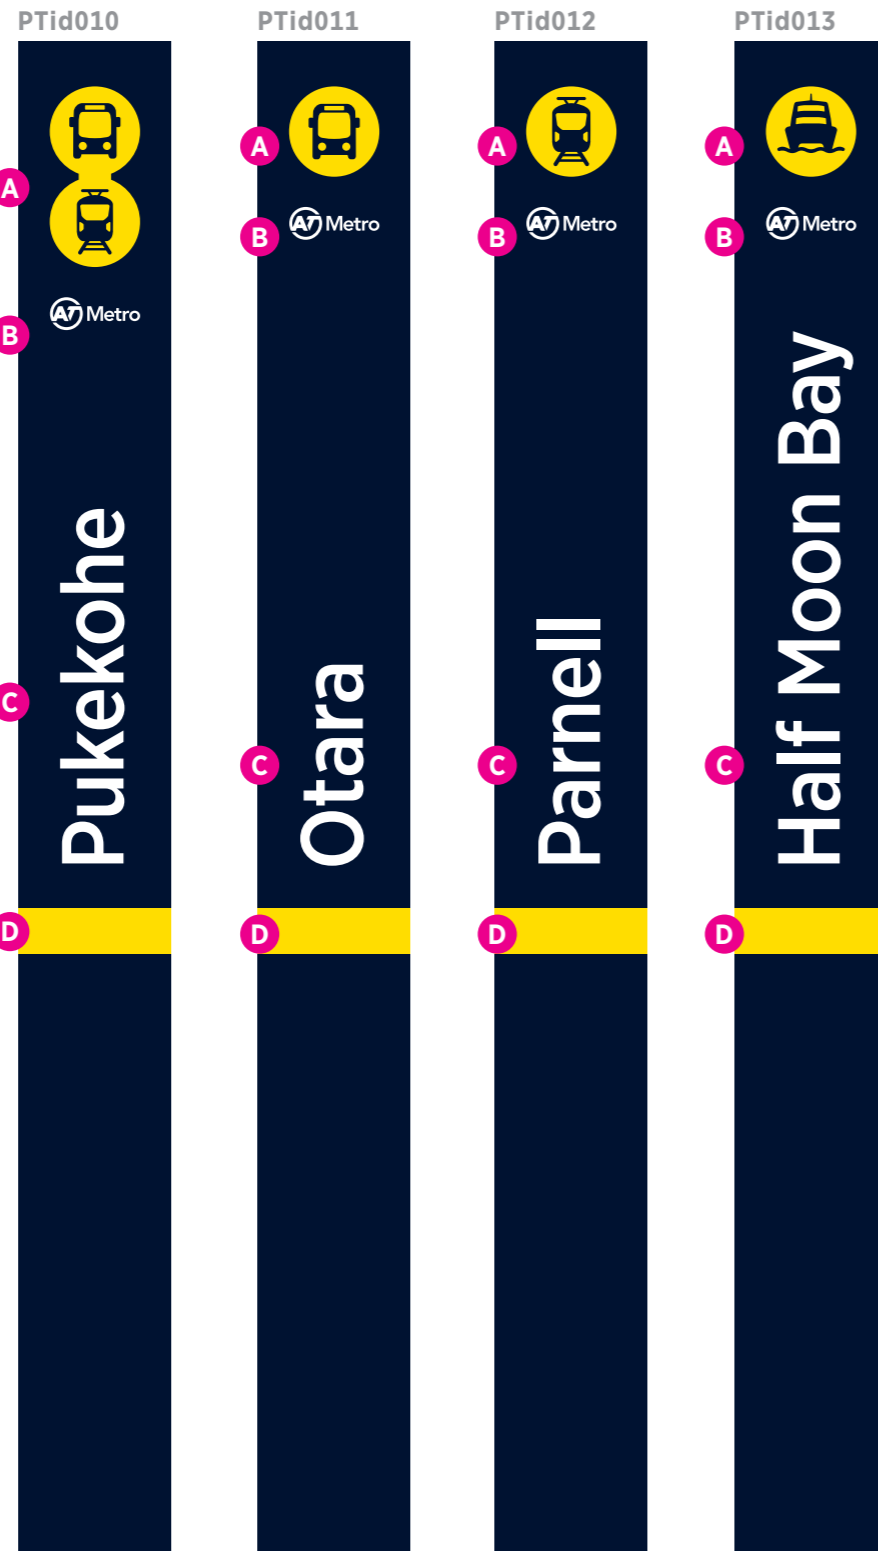 PTid010
PTid011
PTid012
PTid013
A
AT Metro
B
Pukekohe
C
D
A
AT Metro
B
Otara
C
D
A
AT Metro
B
Parnell
C
D
A
AT Metro
B
Half Moon Bay
C
D